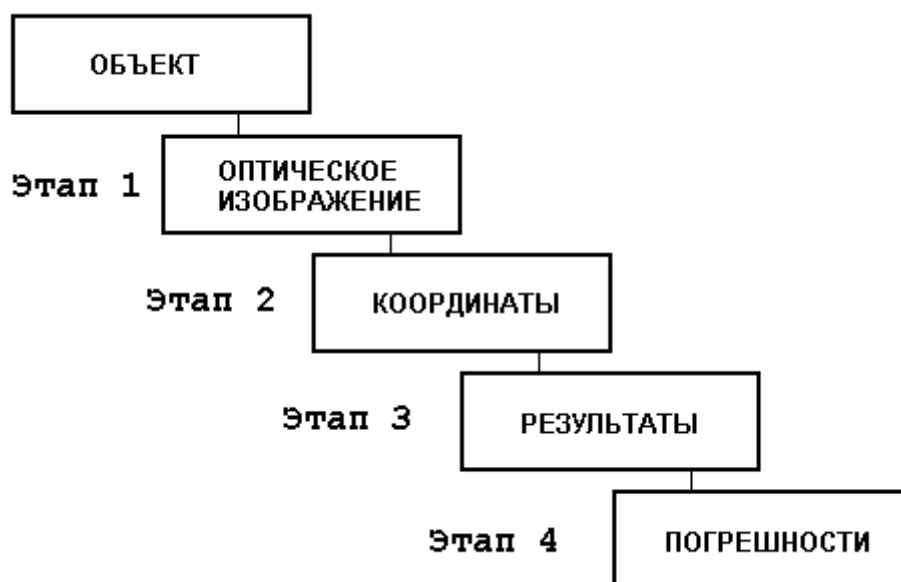 ОБЪЕКТ
Этап 1
ОПТИЧЕСКОЕ
ИЗОБРАЖЕНИЕ
Этап 2
КООРДИНАТЫ
Этап 3
РЕЗУЛЬТАТЫ
Этап 4
ПОГРЕШНОСТИ